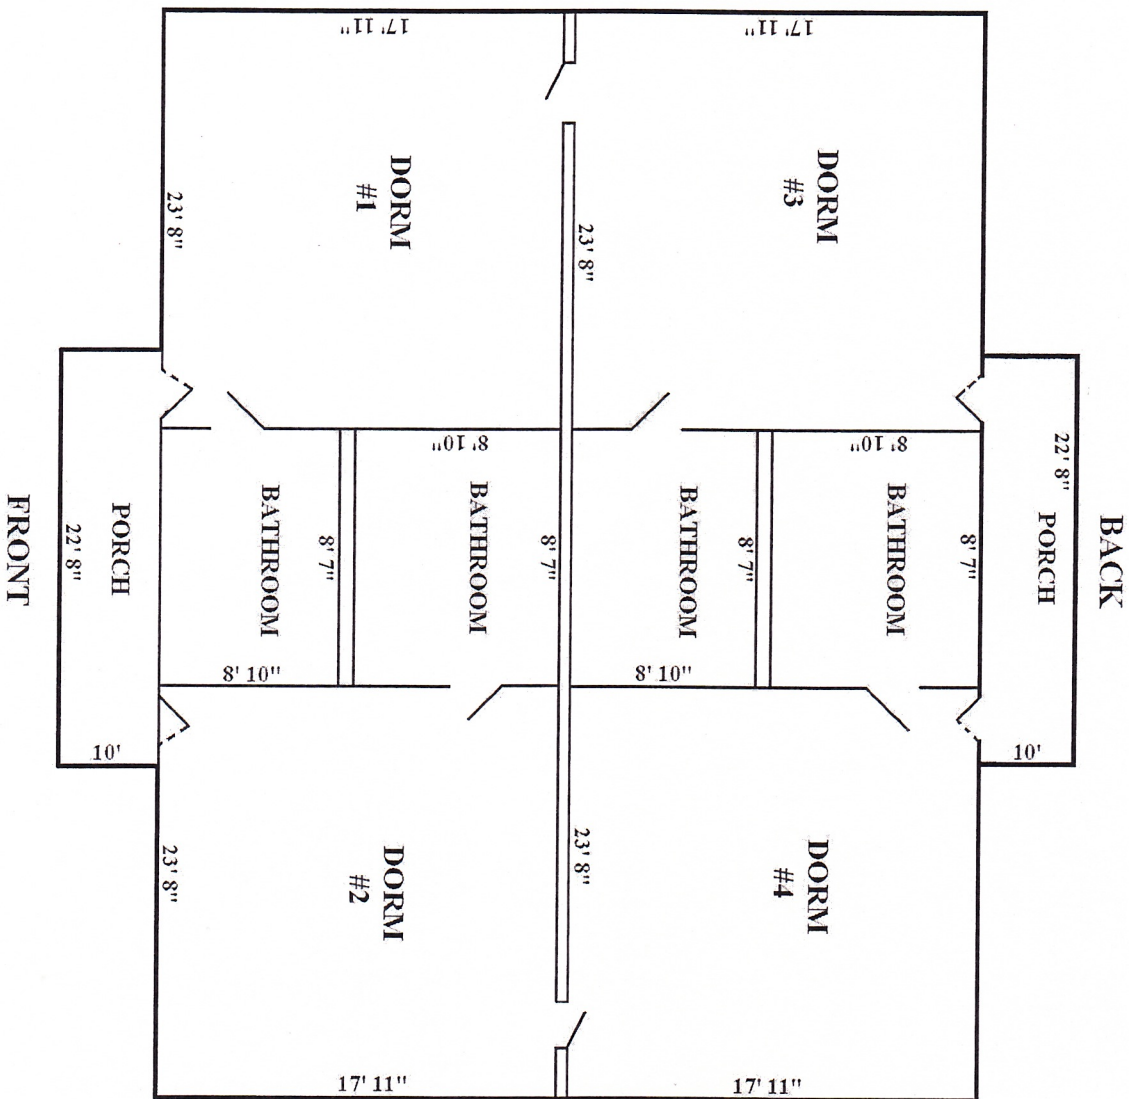 17' 11"
17' 11"
DORM
#1
DORM
#3
23' 8"
23' 8"
8' 10"
8' 10"
FRONT
PORCH
22' 8"
BATHROOM
8' 7"
BATHROOM
8' 7"
BATHROOM
8' 7"
BATHROOM
8' 7"
22' 8"
PORCH
BACK
8' 10"
8' 10"
10'
10'
23' 8"
DORM
#2
23' 8"
DORM
#4
17' 11"
17' 11"